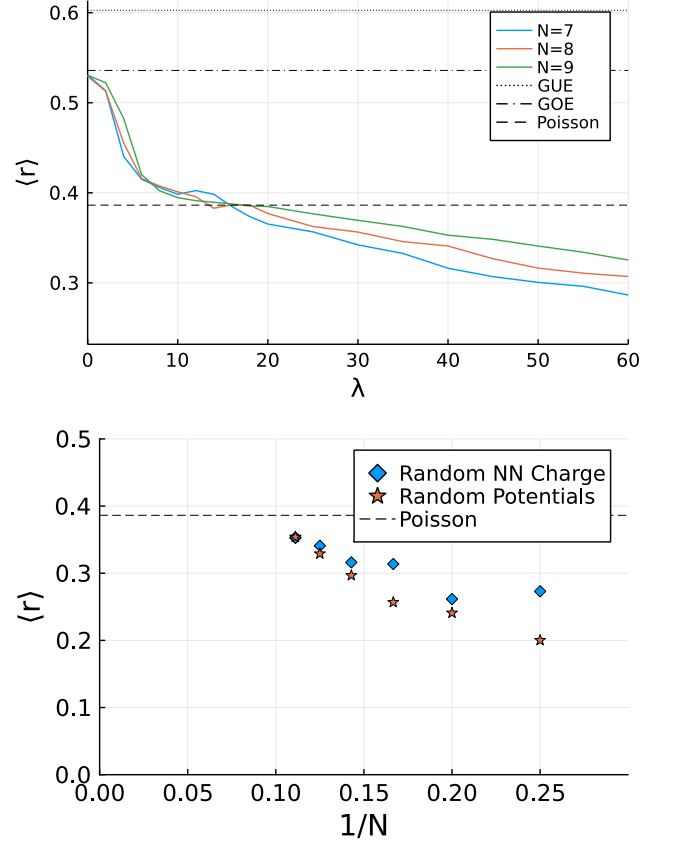 0.6
0.5
0.4
0.3
⟨r⟩
N=7
N=8
N=9
GUE
GOE
Poisson
0 10 20 30 40 50 60
λ
0.5
0.4
0.3
0.2
0.1
0.0
⟨r⟩
Random NN Charge
Random Potentials
Poisson
0.00 0.05 0.10 0.15 0.20 0.25
1/N